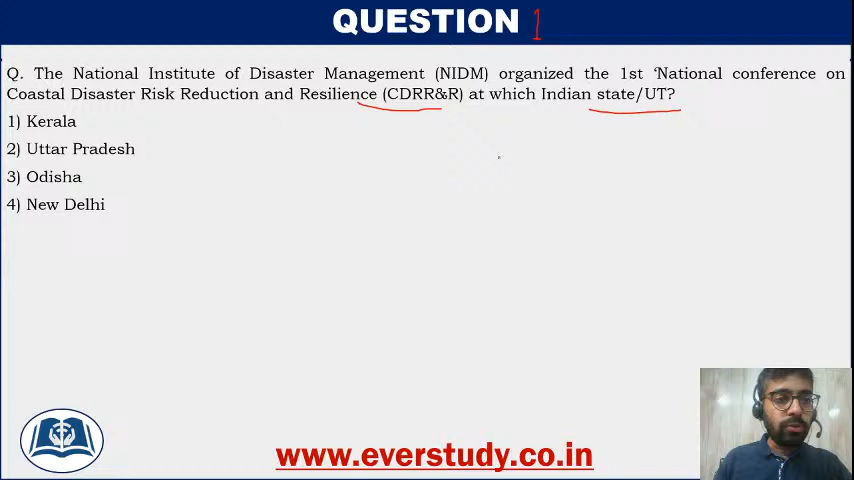 QUESTION 1
Q. The National Institute of Disaster Management (NIDM) organized the 1st ‘National conference on
Coastal Disaster Risk Reduction and Resilience (CDRR&R) at which Indian state/UT?
1) Kerala
2) Uttar Pradesh
3) Odisha
4) New Delhi
www.everstudy.co.in